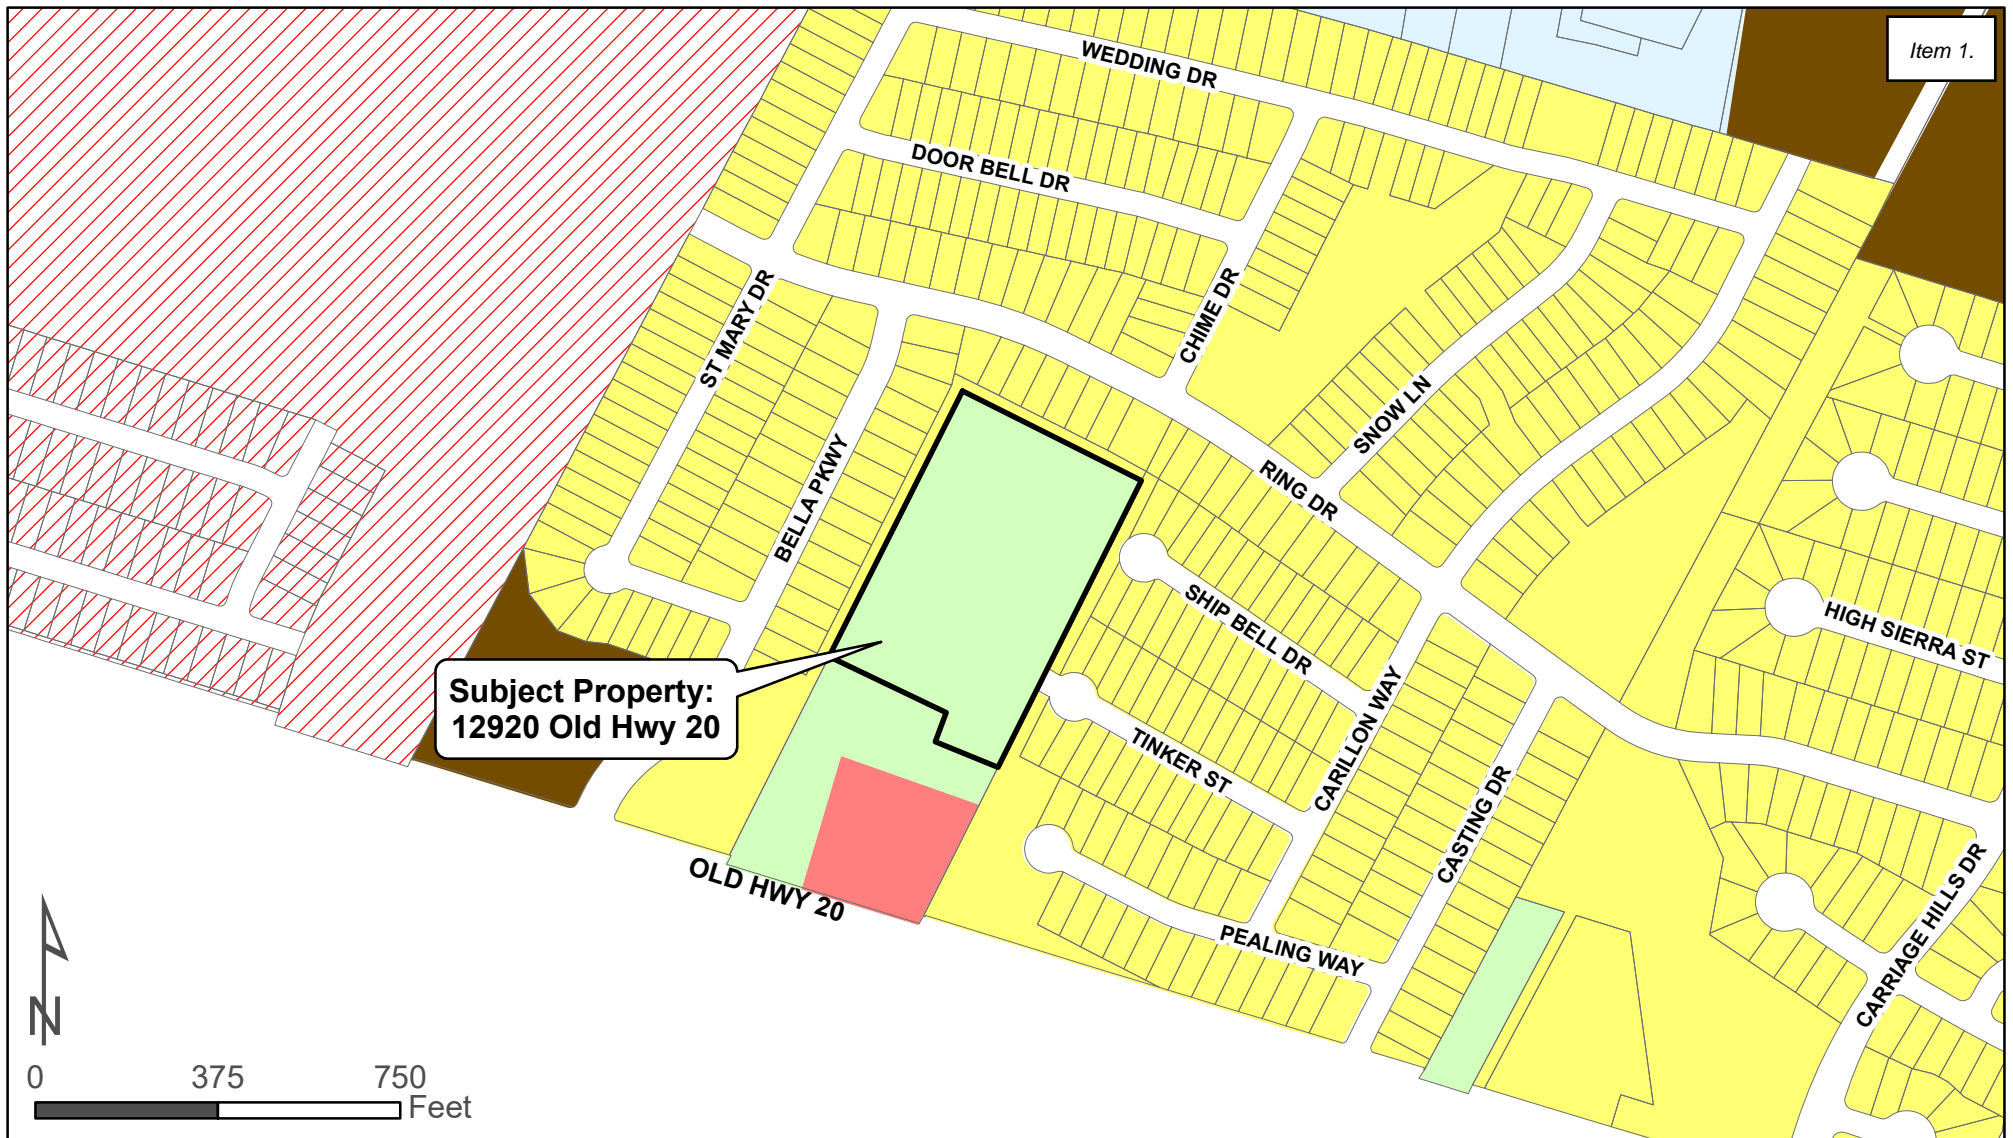 Item 1.
WEDDING DR
DOOR BELL DR
ST MARY DR
CHIME DR
SNOW LN
BELLA PKWY
RING DR
SHIP BELL DR
HIGH SIERRA ST
Subject Property:
12920 Old Hwy 20
TINKER ST
CARILLON WAY
CASTING DR
OLD HWY 20
PEALING WAY
CARRIAGE HILLS DR
N
0 375 750
Feet